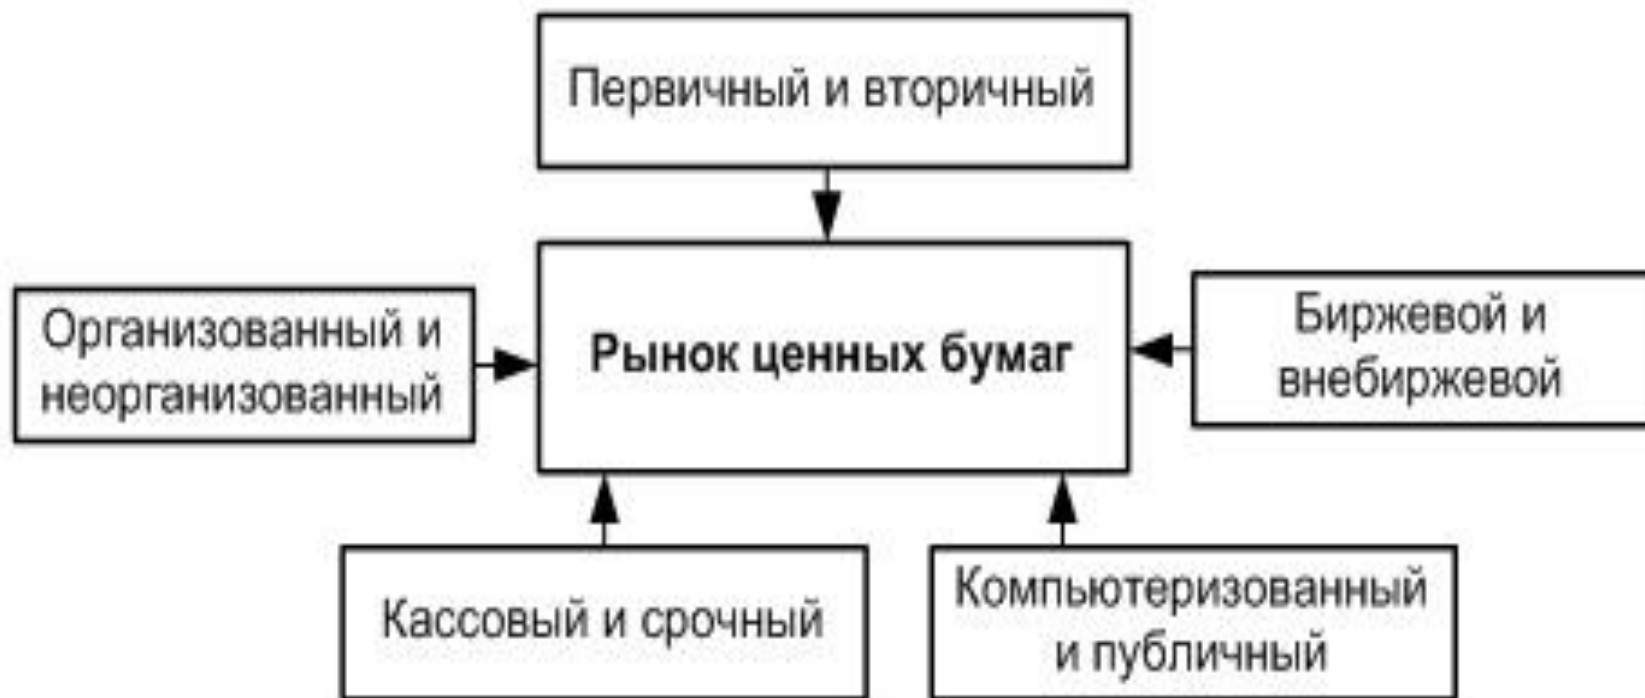 Первичный и вторичный
Организованный и
неорганизованный
Рынок ценных бумаг
Биржевой и
внебиржевой
Кассовый и срочный
Компьютеризованный
и публичный